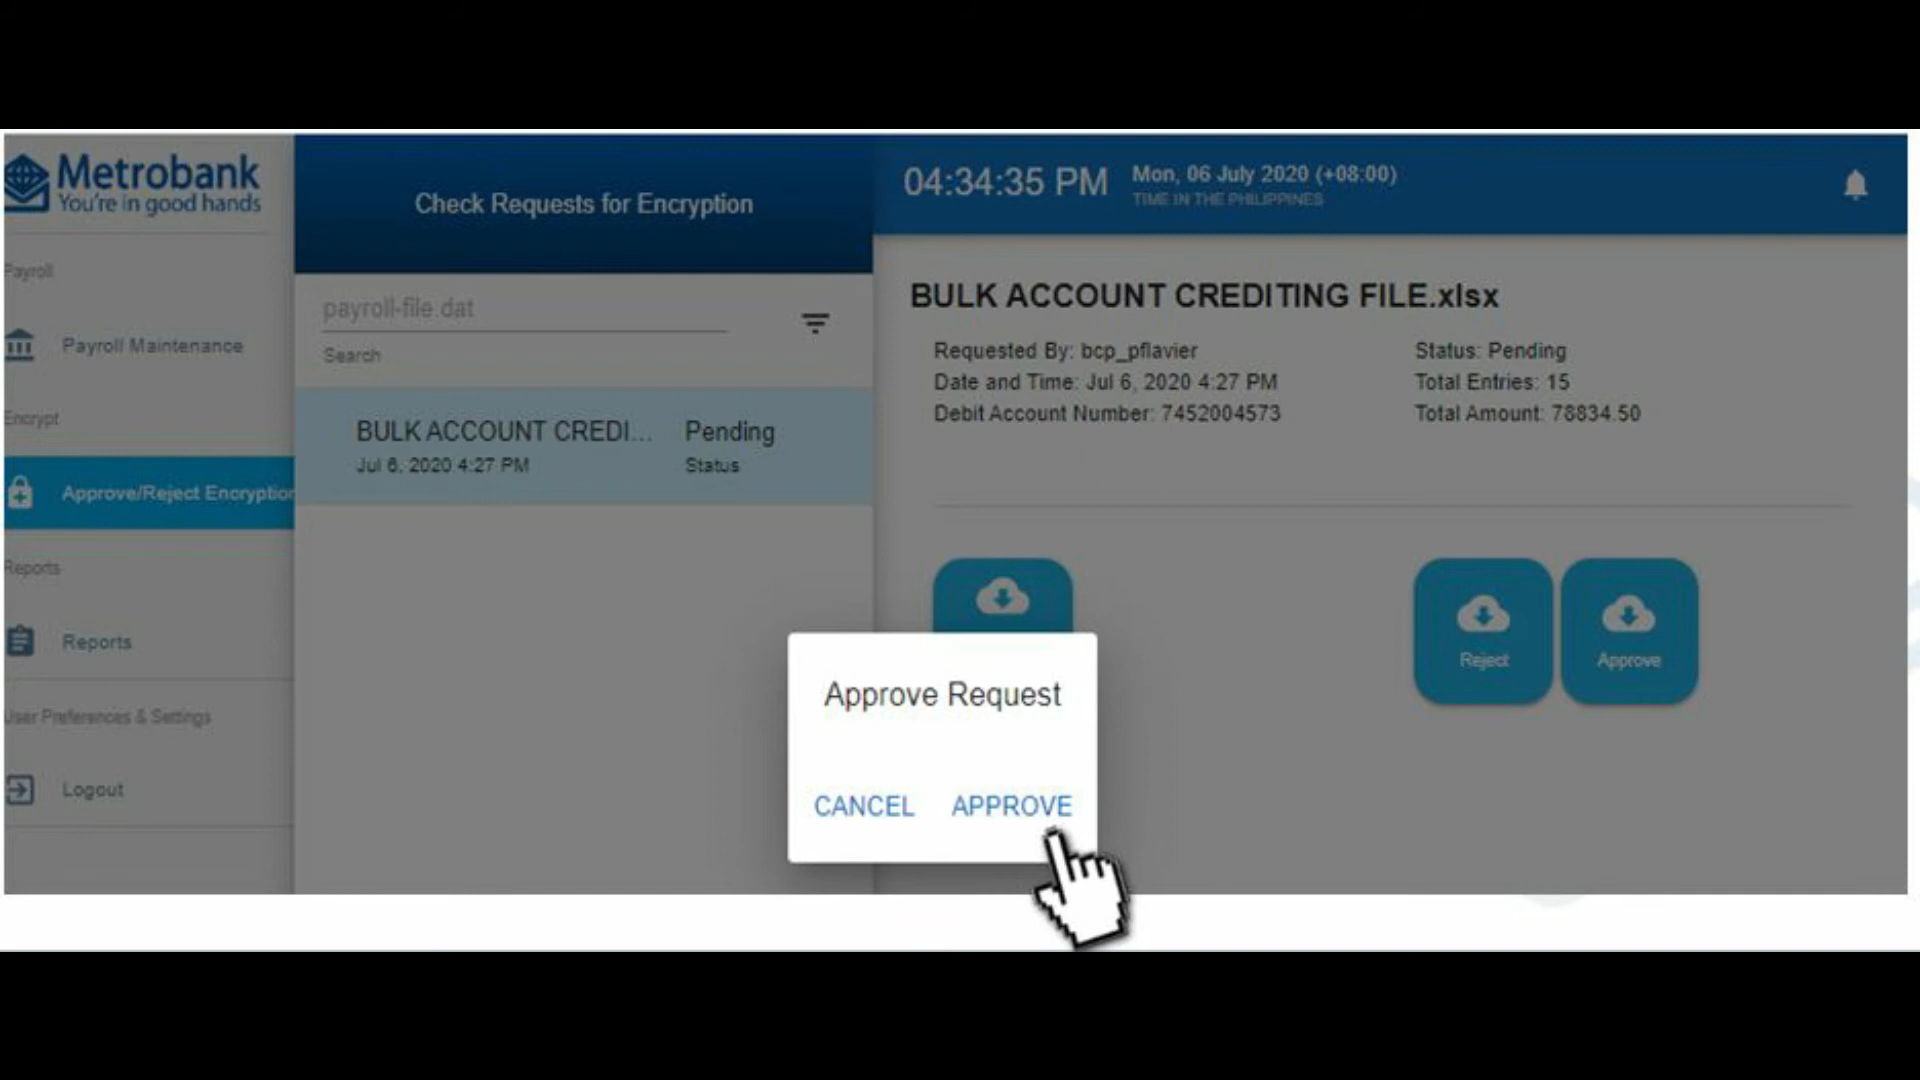 Metrobank
You're in good hands
Payroll
Payroll Maintenance
Encrypt
Approve/Reject Encryption
Reports
Reports
User Preferences & Settings
Logout
Check Requests for Encryption
payroll-file.dat
Search
BULK ACCOUNT CREDI... Pending
Jul 6, 2020 4:27 PM Status
04:34:35 PM Mon, 06 July 2020 (+08:00)
TIME IN THE PHILIPPINES
BULK ACCOUNT CREDITING FILE.xlsx
Requested By: bcp_pflavier Status: Pending
Date and Time: Jul 6, 2020 4:27 PM Total Entries: 15
Debit Account Number: 7452004573 Total Amount: 78834.50
Reject Approve
Approve Request
CANCEL APPROVE